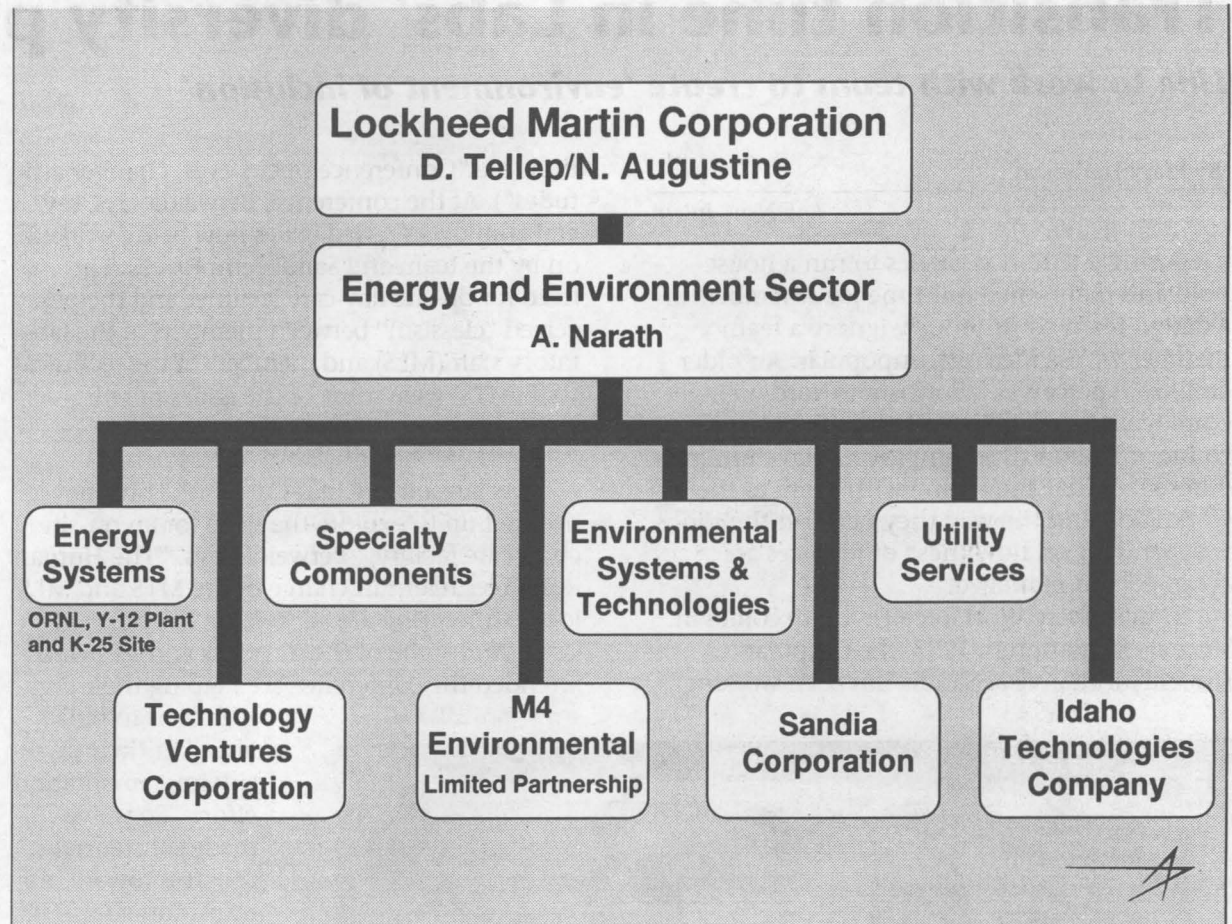 Lockheed Martin Corporation
D. Tellep/N. Augustine
Energy and Environment Sector
A. Narath
Energy
Systems
ORNL, Y-12 Plant
and K-25 Site
Specialty
Components
Environmental
Systems &
Technologies
Utility
Services
Technology
Ventures
Corporation
M4
Environmental
Limited Partnership
Sandia
Corporation
Idaho
Technologies
Company